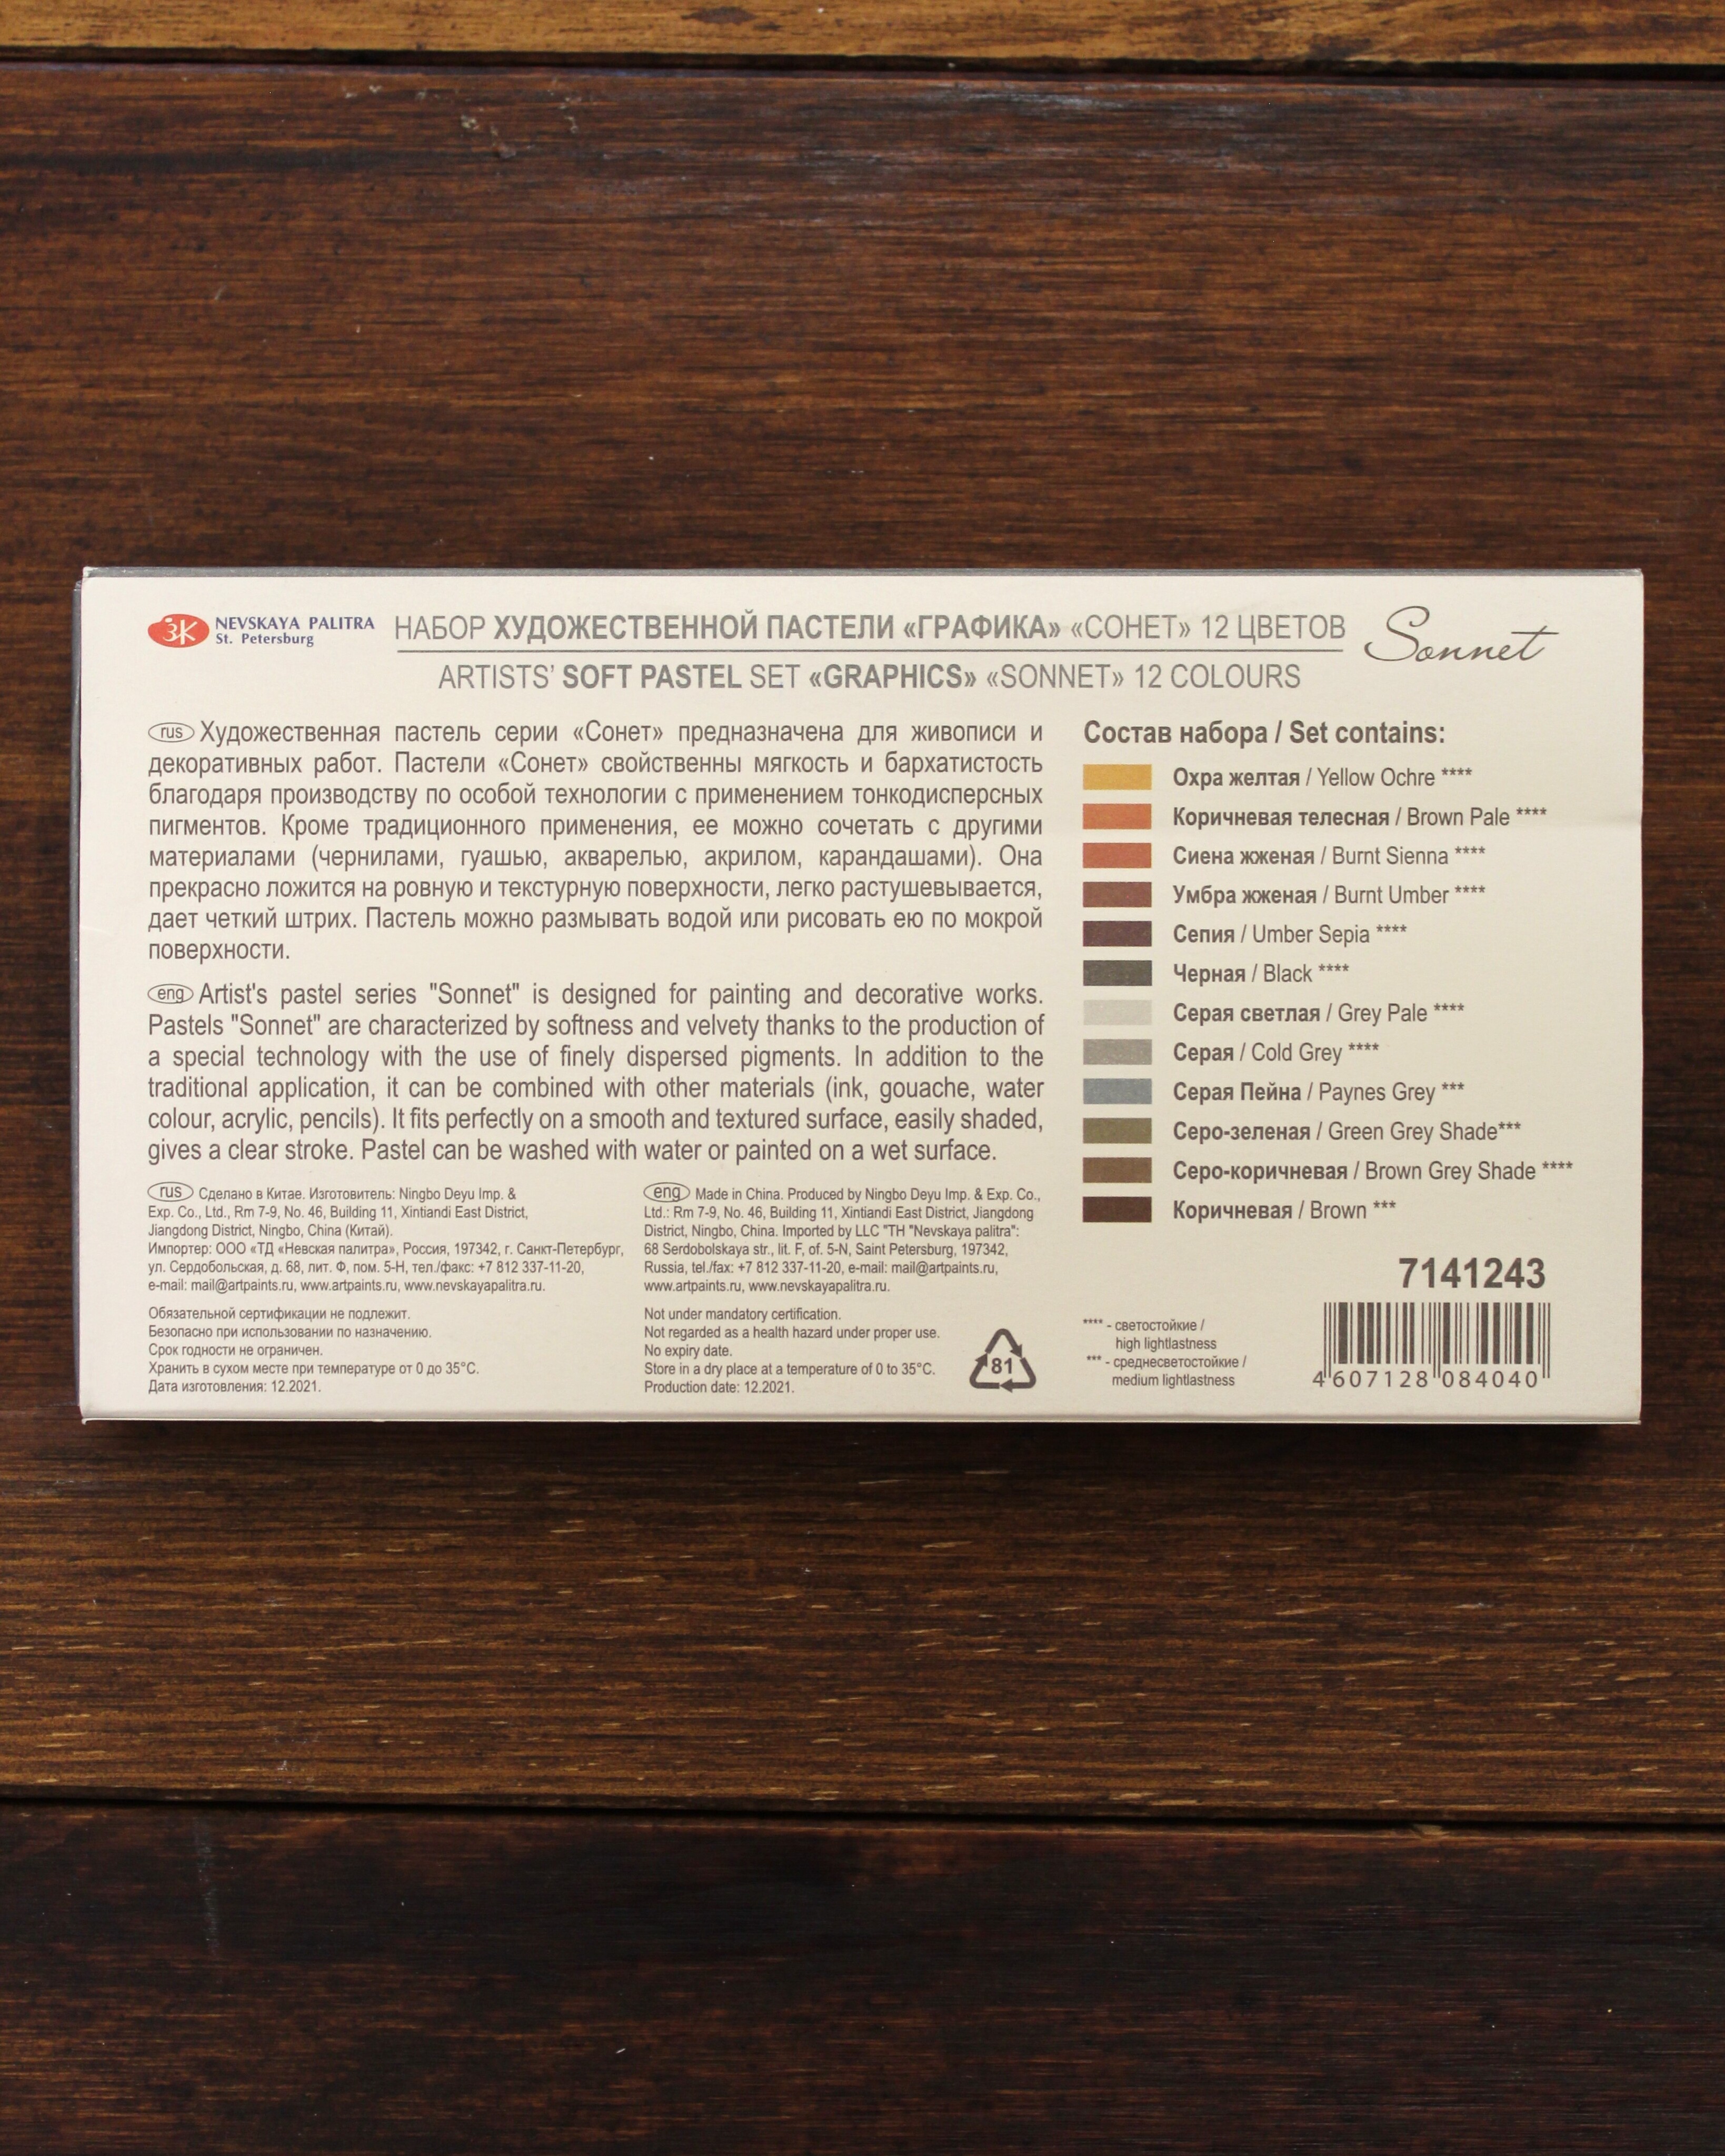 ЗК NEVSKAYA PALITRA
St. Petersburg
НАБОР ХУДОЖЕСТВЕННОЙ ПАСТЕЛИ «ГРАФИКА» «СОНЕТ» 12 ЦВЕТОВ
ARTISTS’ SOFT PASTEL SET «GRAPHICS» «SONNET» 12 COLOURS
Sonnet
rus Художественная пастель серии «Сонет» предназначена для живописи и
декоративных работ. Пастели «Сонет» свойственны мягкость и бархатистость
благодаря производству по особой технологии с применением тонкодисперсных
пигментов. Кроме традиционного применения, ее можно сочетать с другими
материалами (чернилами, гуашью, акварелью, акрилом, карандашами). Она
прекрасно ложится на ровную и текстурную поверхности, легко растушевывается,
дает четкий штрих. Пастель можно размывать водой или рисовать ею по мокрой
поверхности.
eng Artist's pastel series "Sonnet" is designed for painting and decorative works.
Pastels "Sonnet" are characterized by softness and velvety thanks to the production of
a special technology with the use of finely dispersed pigments. In addition to the
traditional application, it can be combined with other materials (ink, gouache, water
colour, acrylic, pencils). It fits perfectly on a smooth and textured surface, easily shaded,
gives a clear stroke. Pastel can be washed with water or painted on a wet surface.
rus Сделано в Китае. Изготовитель: Ningbo Deyu Imp. &
Exp. Co., Ltd., Rm 7-9, No. 46, Building 11, Xintiandi East District,
Jiangdong District, Ningbo, China (Китай).
Импортер: ООО «ТД «Невская палитра», Россия, 197342, г. Санкт-Петербург,
ул. Сердобольская, д. 68, лит. Ф, пом. 5-Н, тел./факс: +7 812 337-11-20,
e-mail: mail@artpaints.ru, www.artpaints.ru, www.nevskayapalitra.ru.
Обязательной сертификации не подлежит.
Безопасно при использовании по назначению.
Срок годности не ограничен.
Хранить в сухом месте при температуре от 0 до 35°C.
Дата изготовления: 12.2021.
eng Made in China. Produced by Ningbo Deyu Imp. & Exp. Co.,
Ltd.: Rm 7-9, No. 46, Building 11, Xintiandi East District, Jiangdong
District, Ningbo, China. Imported by LLC "TH "Nevskaya palitra":
68 Serdobolskaya str., lit. F, of. 5-N, Saint Petersburg, 197342,
Russia, tel./fax: +7 812 337-11-20, e-mail: mail@artpaints.ru,
www.artpaints.ru, www.nevskayapalitra.ru.
Not under mandatory certification.
Not regarded as a health hazard under proper use.
No expiry date.
Store in a dry place at a temperature of 0 to 35°C.
Production date: 12.2021.
81
Состав набора / Set contains:
Охра желтая / Yellow Ochre ****
Коричневая телесная / Brown Pale ****
Сиена жженая / Burnt Sienna ****
Умбра жженая / Burnt Umber ****
Сепия / Umber Sepia ****
Черная / Black ****
Серая светлая / Grey Pale ****
Серая / Cold Grey ****
Серая Пейна / Paynes Grey ***
Серо-зеленая / Green Grey Shade***
Серо-коричневая / Brown Grey Shade ****
Коричневая / Brown ***
**** - светостойкие /
high lightlastness
*** - среднесветостойкие /
medium lightlastness
7141243
4 607128 084040